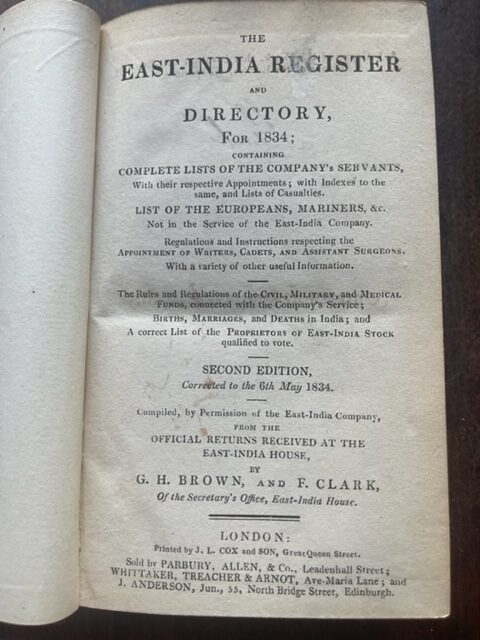 THE
EAST-INDIA REGISTER
AND
DIRECTORY,
FOR 1834;
CONTAINING
COMPLETE LISTS OF THE COMPANY'S SERVANTS,
With their respective Appointments; with Indexes to the
same, and Lists of Casualties.
LIST OF THE EUROPEANS, MARINERS, &c.
Not in the Service of the East-India Company.
Regulations and Instructions respecting the
APPOINTMENT OF WRITERS, CADETS, AND ASSISTANT SURGEONS.
With a variety of other useful Information.
The Rules and Regulations of the CIVIL, MILITARY, and MEDICAL
FUNDS, connected with the Company's Service;
BIRTHS, MARRIAGES, and DEATHS in India; and
A correct List of the PROPRIETORS OF EAST-INDIA STOCK
qualified to vote.
SECOND EDITION,
Corrected to the 6th May 1834.
Compiled, by Permission of the East-India Company,
FROM THE
OFFICIAL RETURNS RECEIVED AT THE
EAST-INDIA HOUSE,
BY
G. H. BROWN, AND F. CLARK,
Of the Secretary's Office, East-India House.
LONDON:
Printed by J. L. COX and SON, Great Queen Street.
Sold by PARBURY, ALLEN, & Co., Leadenhall Street;
WHITTAKER, TREACHER & ARNOT, Ave-Maria Lane; and
J. ANDERSON, Jun., 55, North Bridge Street, Edinburgh.